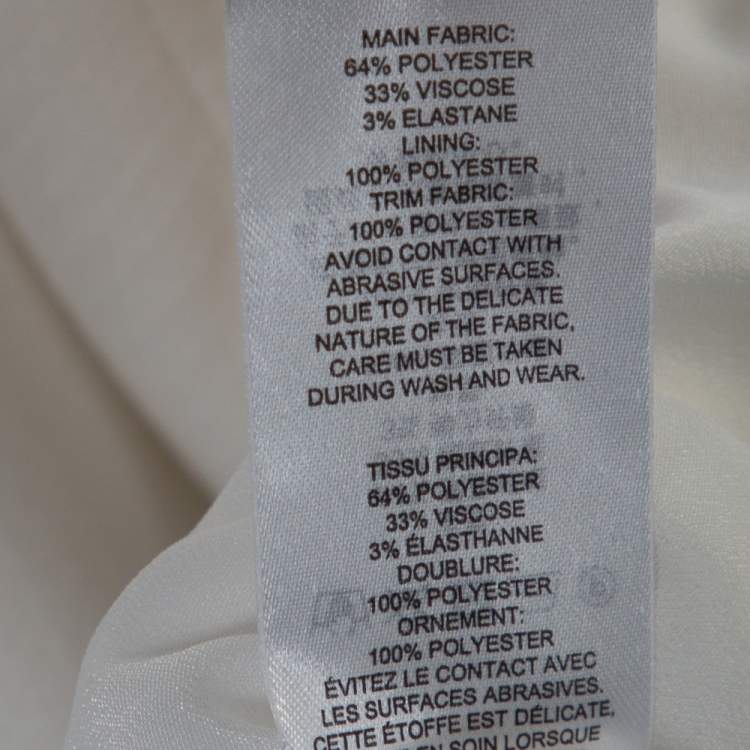 MAIN FABRIC:
64% POLYESTER
33% VISCOSE
3% ELASTANE
LINING:
100% POLYESTER
TRIM FABRIC:
100% POLYESTER
AVOID CONTACT WITH
ABRASIVE SURFACES.
DUE TO THE DELICATE
NATURE OF THE FABRIC,
CARE MUST BE TAKEN
DURING WASH AND WEAR.
TISSU PRINCIPA:
64% POLYESTER
33% VISCOSE
3% ÉLASTHANNE
DOUBLURE:
100% POLYESTER
ORNEMENT:
100% POLYESTER
ÉVITEZ LE CONTACT AVEC
LES SURFACES ABRASIVES.
CETTE ÉTOFFE EST DÉLICATE,
EN SOIN LORSQUE